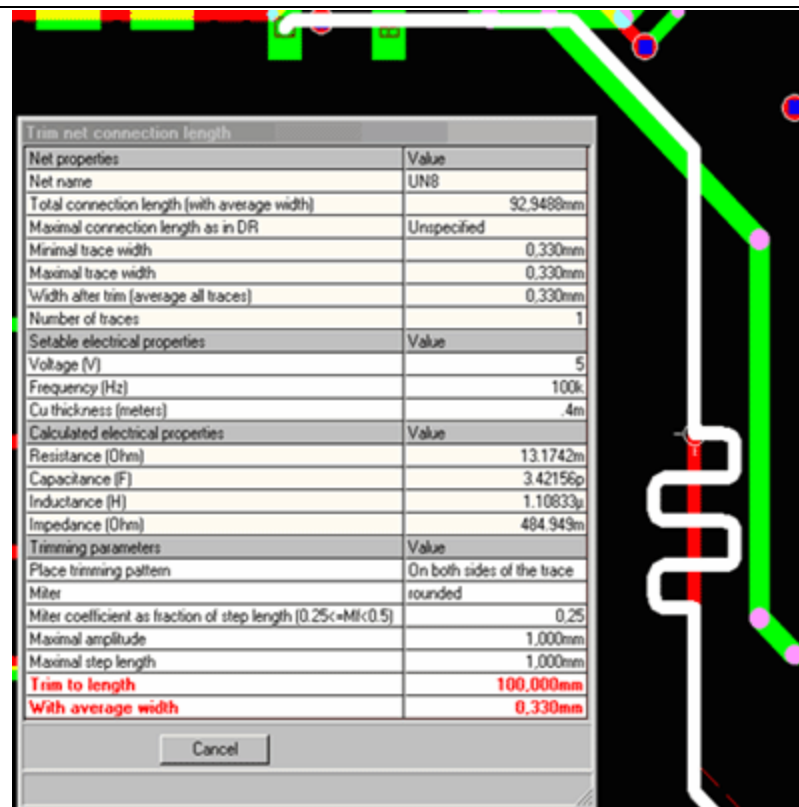 Trim net connection length
Net properties Value
Net name UN8
Total connection length (with average width) 92,9488mm
Maximal connection length as in DR Unspecified
Minimal trace width 0,330mm
Maximal trace width 0,330mm
Width after trim (average all traces) 0,330mm
Number of traces 1
Setable electrical properties Value
Voltage (V) 5
Frequency (Hz) 100k
Cu thickness (meters) .4m
Calculated electrical properties Value
Resistance (Ohm) 13.1742m
Capacitance (F) 3.42156p
Inductance (H) 1.10833µ
Impedance (Ohm) 484.949m
Trimming parameters Value
Place trimming pattern On both sides of the trace
Miter rounded
Miter coefficient as fraction of step length (0.25<=Mf<0.5) 0,25
Maximal amplitude 1,000mm
Maximal step length 1,000mm
Trim to length 100,000mm
With average width 0,330mm
Cancel